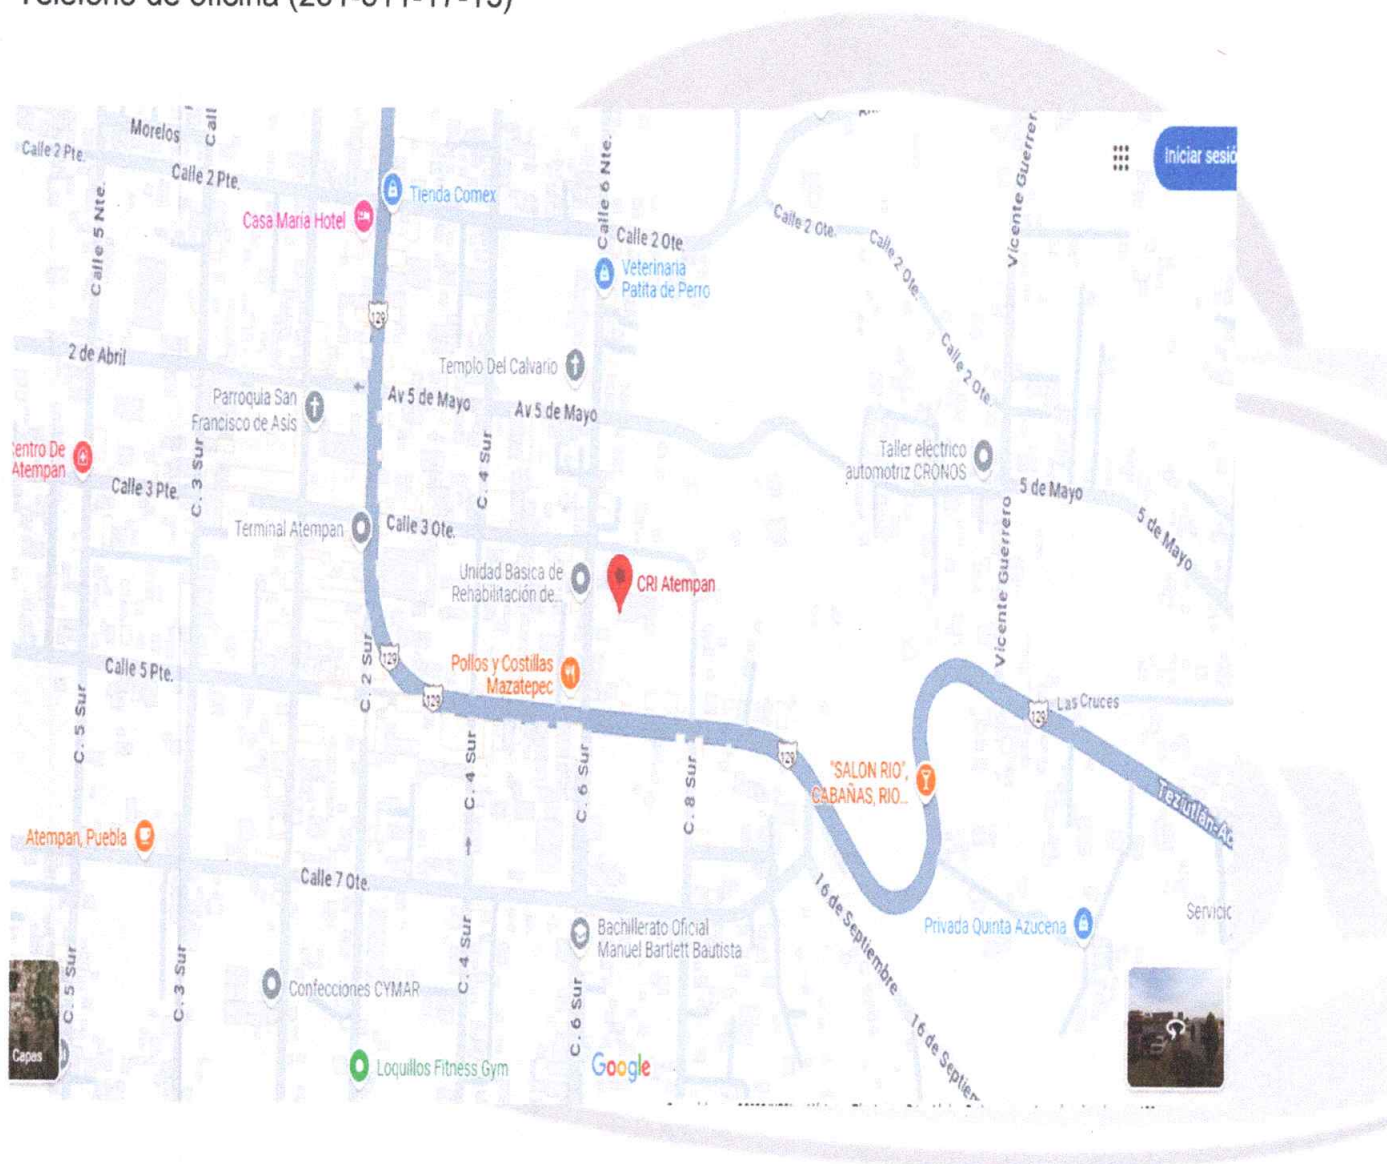 Morelos
Calle 2 Pte.
Calle 2 Pte.
Calle 5 Nte.
Tienda Comex
Casa Maria Hotel
Calle 6 Nte.
Calle 2 Ote.
Calle 2 Ote.
Calle 2 Ote.
Calle 2 Ote.
Veterinaria
Patita de Perro
Vicente Guerrer
Iniciar sesió
129
2 de Abril
Templo Del Calvario
Parroquia San
Francisco de Asis
Av 5 de Mayo
Av 5 de Mayo
entro De
Atempan
Calle 3 Pte.
C. 3 Sur
C. 4 Sur
Taller electrico
automotriz CRONOS
5 de Mayo
5 de Mayo
Vicente Guerrero
Terminal Atempan
Calle 3 Ote.
Unidad Basica de
Rehabilitación de...
CRI Atempan
Calle 5 Pte.
C. 2 Sur
129
129
Pollos y Costillas
Mazatepec
Las Cruces
129
129
C. 5 Sur
C. 4 Sur
C. 6 Sur
C. 8 Sur
"SALON RIO",
CABAÑAS, RIO...
Teziutlán-Ac
Atempan, Puebla
Calle 7 Ote.
16 de Septiembre
Privada Quinta Azucena
Servicio
Bachillerato Oficial
Manuel Bartlett Bautista
C. 5 Sur
C. 3 Sur
Confecciones CYMAR
C. 4 Sur
C. 6 Sur
16 de Septiem
Capas
Loquillos Fitness Gym
Google